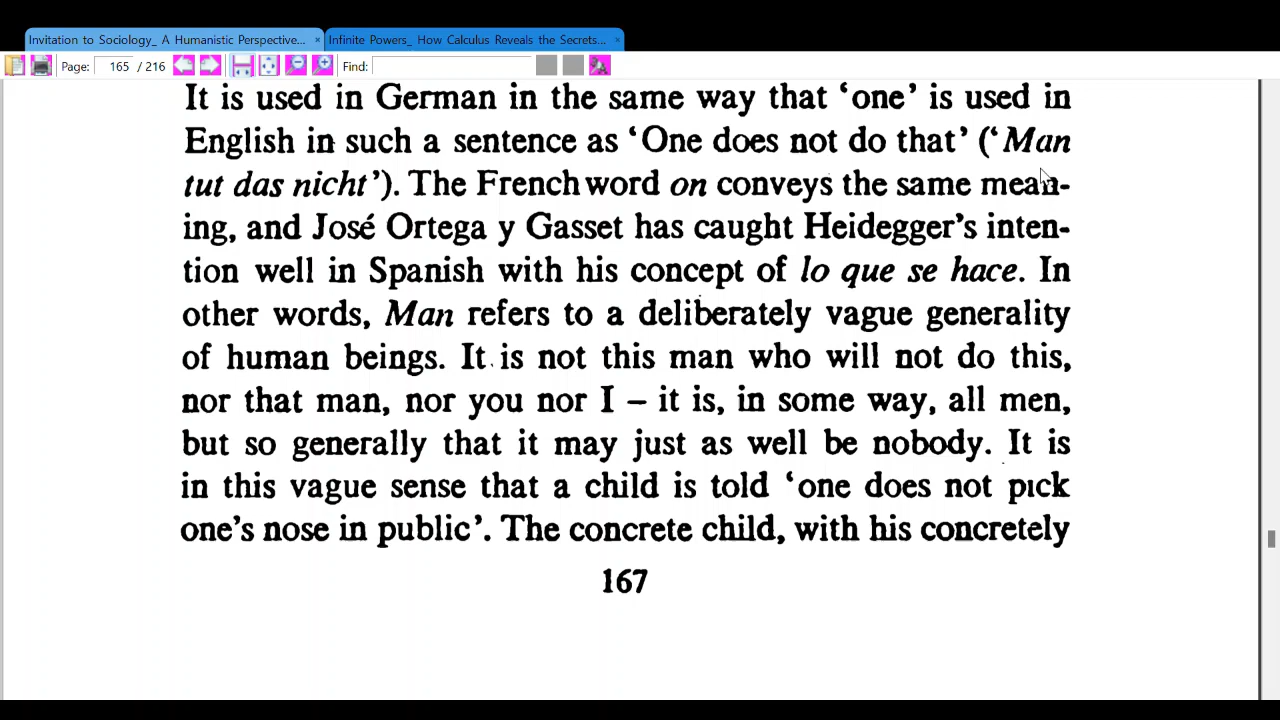 Invitation to Sociology_ A Humanistic Perspective... × Infinite Powers_ How Calculus Reveals the Secrets... ×
Page: 165 / 216 Find:
It is used in German in the same way that ‘one’ is used in
English in such a sentence as ‘One does not do that’ (‘Man
tut das nicht’). The French word on conveys the same mean-
ing, and José Ortega y Gasset has caught Heidegger’s inten-
tion well in Spanish with his concept of lo que se hace. In
other words, Man refers to a deliberately vague generality
of human beings. It is not this man who will not do this,
nor that man, nor you nor I – it is, in some way, all men,
but so generally that it may just as well be nobody. It is
in this vague sense that a child is told ‘one does not pick
one’s nose in public’. The concrete child, with his concretely
167